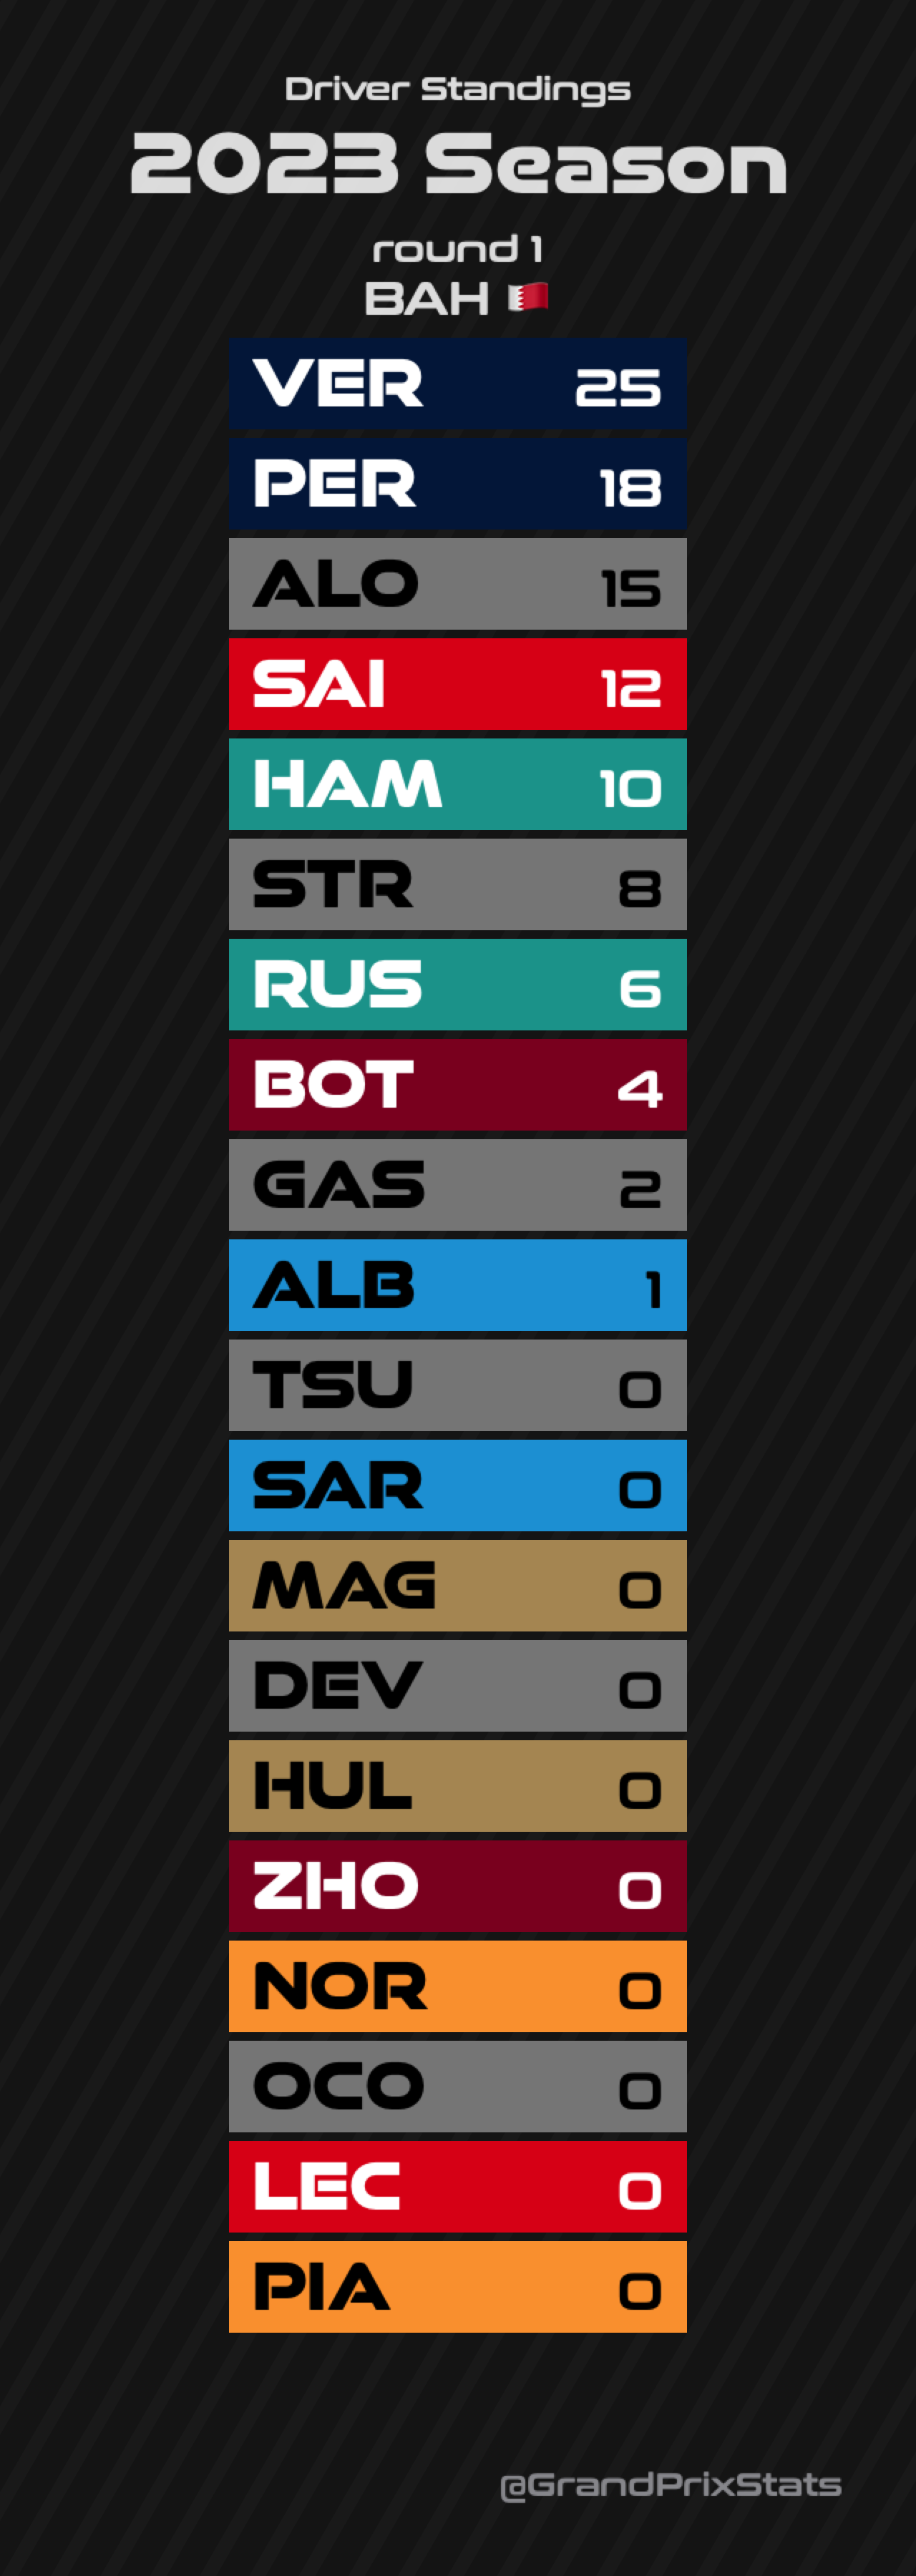 Driver Standings
2023 Season
round 1
BAH 🇧🇭
VER 25
PER 18
ALO 15
SAI 12
HAM 10
STR 8
RUS 6
BOT 4
GAS 2
ALB 1
TSU 0
SAR 0
MAG 0
DEV 0
HUL 0
ZHO 0
NOR 0
OCO 0
LEC 0
PIA 0
@GrandPrixStats